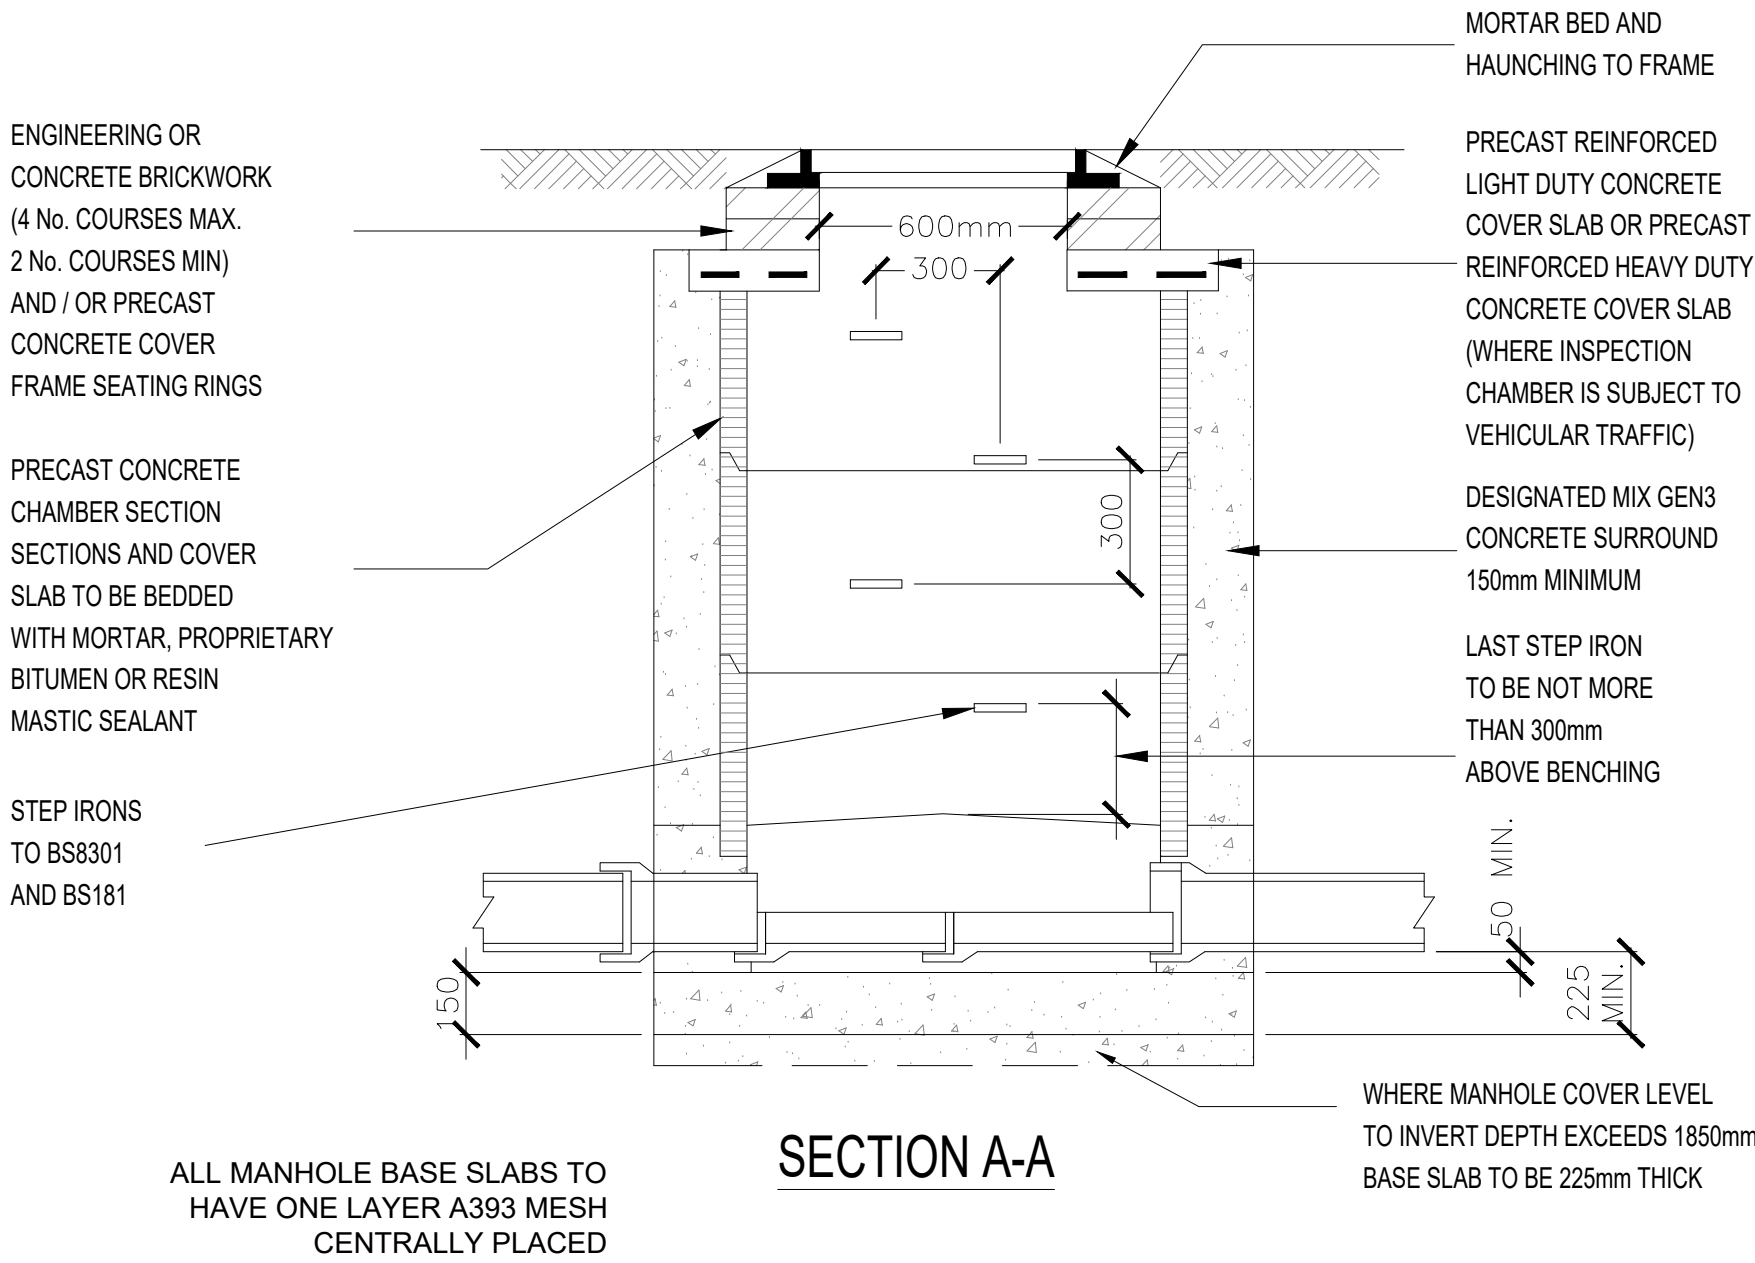 MORTAR BED AND
HAUNCHING TO FRAME
ENGINEERING OR
CONCRETE BRICKWORK
(4 No. COURSES MAX.
2 No. COURSES MIN)
AND / OR PRECAST
CONCRETE COVER
FRAME SEATING RINGS
PRECAST REINFORCED
LIGHT DUTY CONCRETE
COVER SLAB OR PRECAST
REINFORCED HEAVY DUTY
CONCRETE COVER SLAB
(WHERE INSPECTION
CHAMBER IS SUBJECT TO
VEHICULAR TRAFFIC)
600mm
300
PRECAST CONCRETE
CHAMBER SECTION
SECTIONS AND COVER
SLAB TO BE BEDDED
WITH MORTAR, PROPRIETARY
BITUMEN OR RESIN
MASTIC SEALANT
300
DESIGNATED MIX GEN3
CONCRETE SURROUND
150mm MINIMUM
LAST STEP IRON
TO BE NOT MORE
THAN 300mm
ABOVE BENCHING
STEP IRONS
TO BS8301
AND BS181
50 MIN.
225
MIN.
150
WHERE MANHOLE COVER LEVEL
TO INVERT DEPTH EXCEEDS 1850mm
BASE SLAB TO BE 225mm THICK
SECTION A-A
ALL MANHOLE BASE SLABS TO
HAVE ONE LAYER A393 MESH
CENTRALLY PLACED